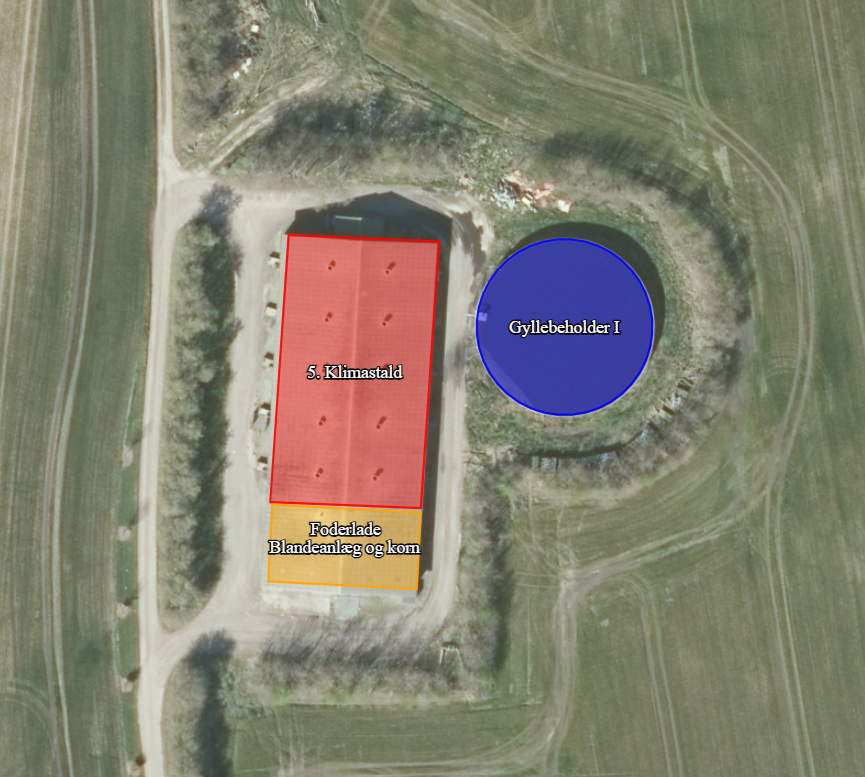 5. Klimastald
Gyllebeholder I
Foderlade
Blandeanlæg og korn